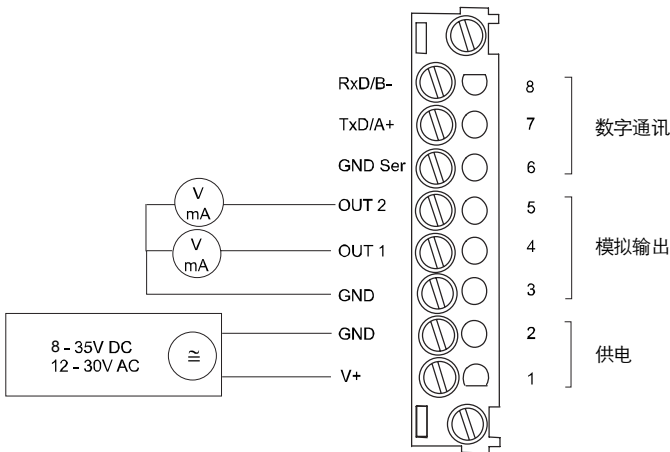 RxD/B- 8
TxD/A+ 7
数字通讯
GND Ser 6
V
mA
OUT 2 5
V
mA
OUT 1 4
模拟输出
GND 3
GND 2
8 - 35V DC
12 - 30V AC
≅
供电
V+ 1